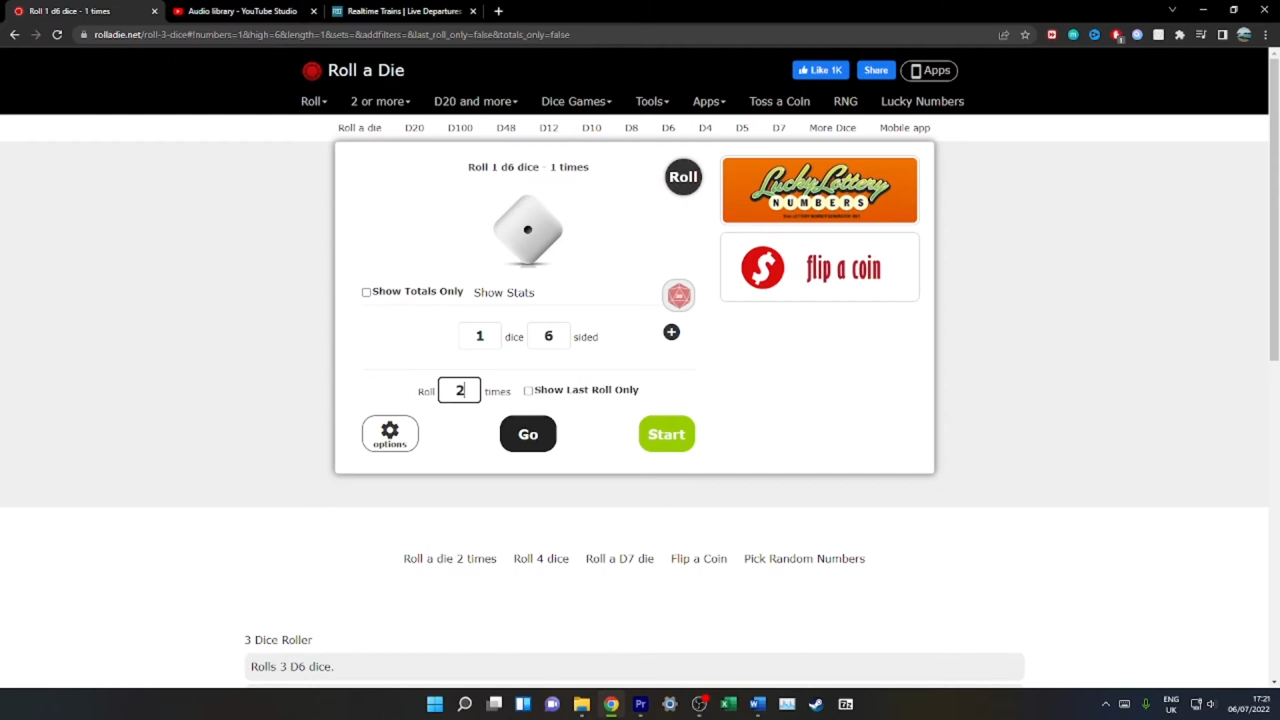 Roll 1 d6 dice - 1 times
Audio library - YouTube Studio
Realtime Trains | Live Departures
rolladie.net/roll-3-dice#!numbers=1&high=6&length=1&sets=&addfilters=&last_roll_only=false&totals_only=false
Roll a Die
Like 1K
Share
Apps
Roll
2 or more
D20 and more
Dice Games
Tools
Apps
Toss a Coin
RNG
Lucky Numbers
Roll a die
D20
D100
D48
D12
D10
D8
D6
D4
D5
D7
More Dice
Mobile app
Roll 1 d6 dice - 1 times
Roll
Lucky Lottery
NUMBERS
flip a coin
Show Totals Only
Show Stats
1 dice 6 sided
Roll 2 times
Show Last Roll Only
options
Go
Start
Roll a die 2 times
Roll 4 dice
Roll a D7 die
Flip a Coin
Pick Random Numbers
3 Dice Roller
Rolls 3 D6 dice.
ENG
UK
17:21
06/07/2022